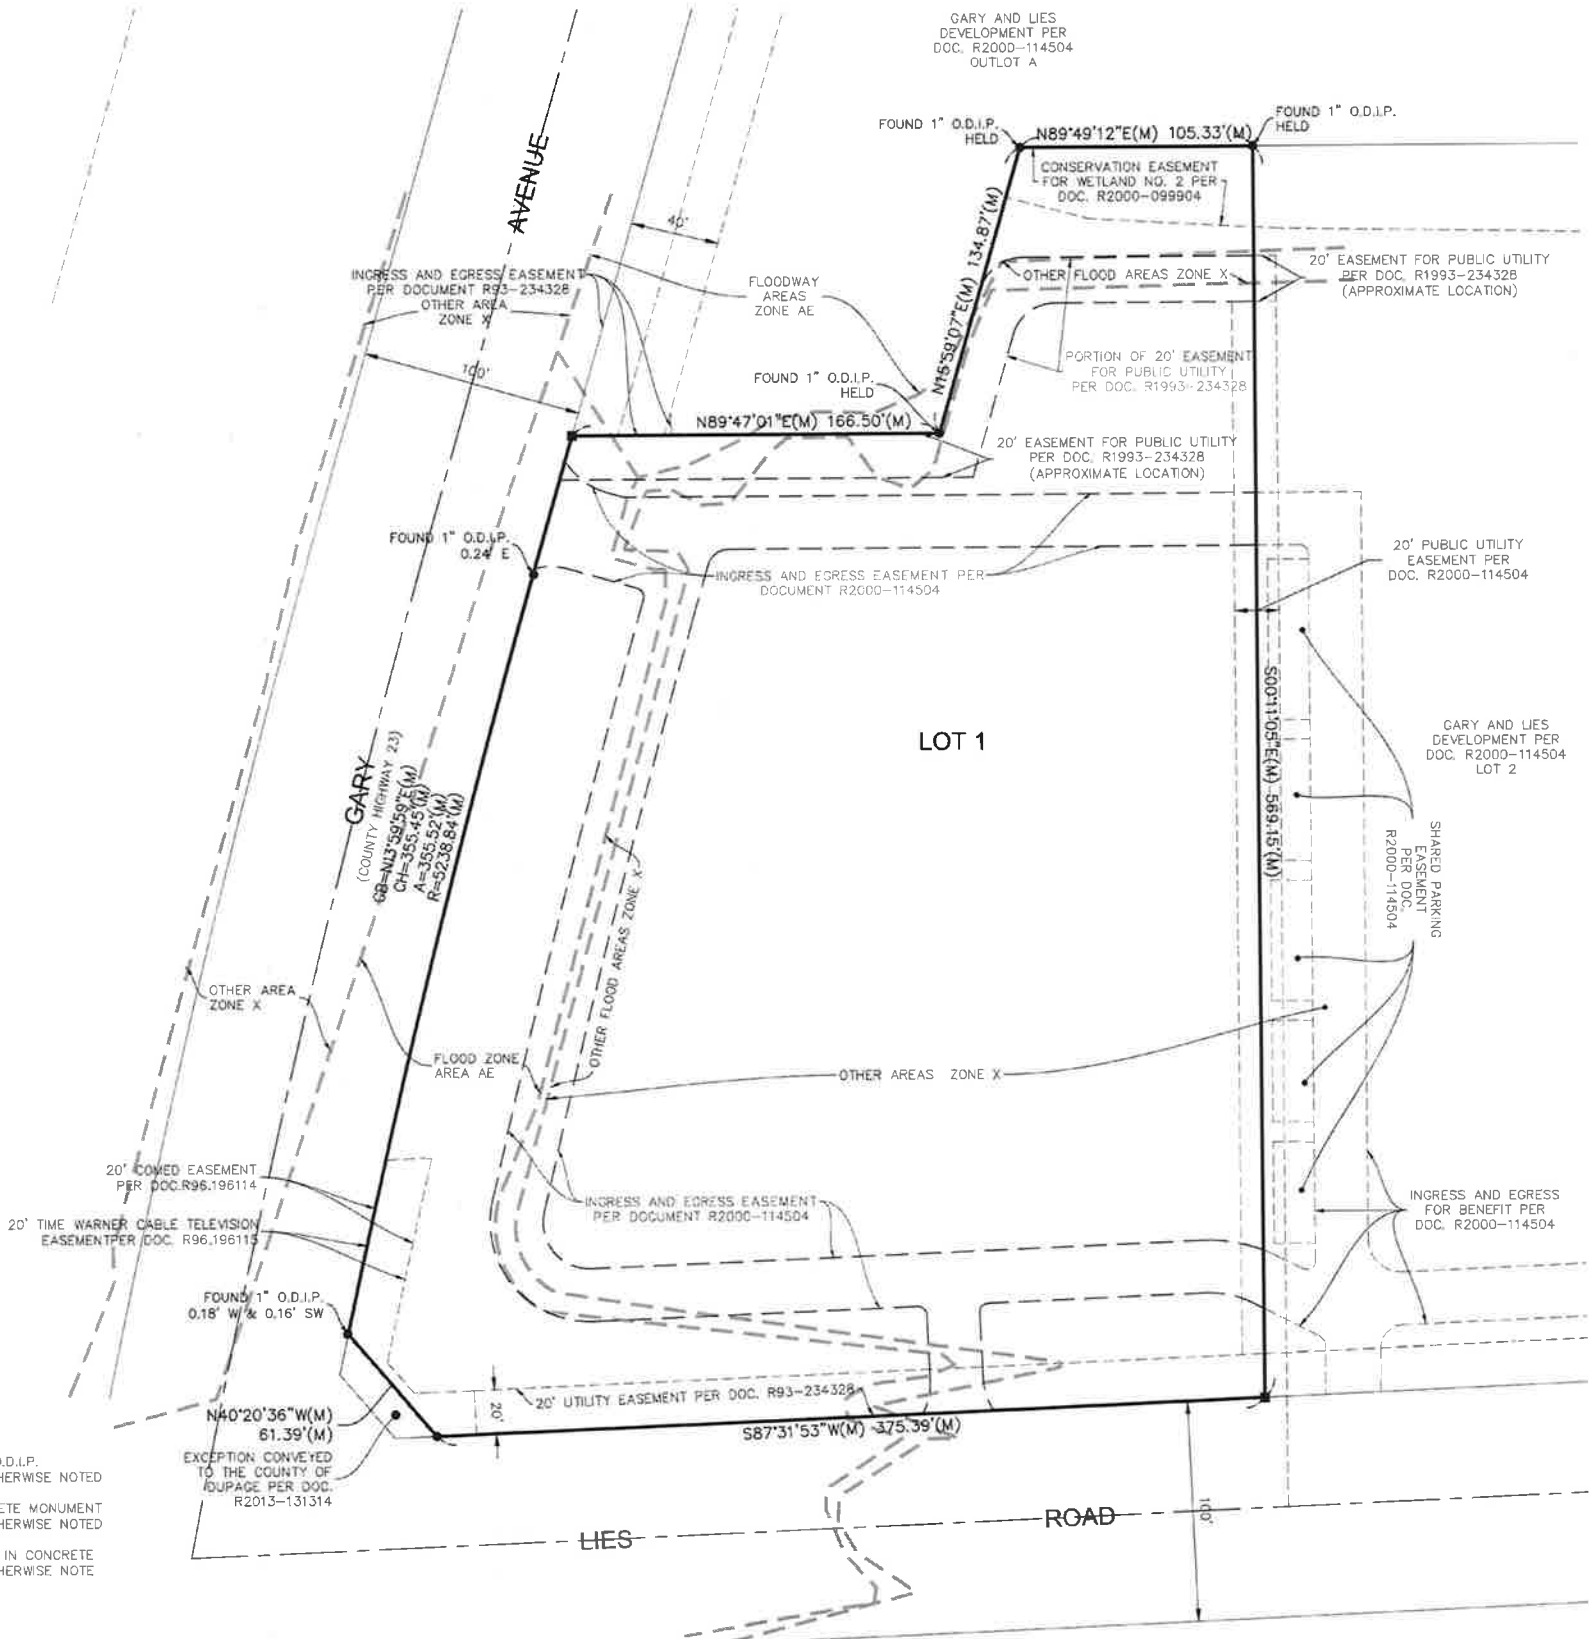 GARY AND LIES
DEVELOPMENT PER
DOC. R2000-114504
OUTLOT A
FOUND 1" O.D.I.P.
HELD
N89°49'12"E(M) 105.33'(M)
FOUND 1" O.D.I.P.
HELD
CONSERVATION EASEMENT
FOR WETLAND NO. 2 PER
DOC. R2000-099904
AVENUE
40'
N15°59'07"E(M) 134.87'(M)
INGRESS AND EGRESS EASEMENT
PER DOCUMENT R93-234328
OTHER AREA
ZONE X
FLOODWAY
AREAS
ZONE AE
OTHER FLOOD AREAS ZONE X
20' EASEMENT FOR PUBLIC UTILITY
PER DOC. R1993-234328
(APPROXIMATE LOCATION)
100'
PORTION OF 20' EASEMENT
FOR PUBLIC UTILITY
PER DOC. R1993-234328
FOUND 1" O.D.I.P.
HELD
N89°47'01"E(M) 166.50'(M)
20' EASEMENT FOR PUBLIC UTILITY
PER DOC. R1993-234328
(APPROXIMATE LOCATION)
FOUND 1" O.D.I.P.
0.24' E
INGRESS AND EGRESS EASEMENT PER
DOCUMENT R2000-114504
20' PUBLIC UTILITY
EASEMENT PER
DOC. R2000-114504
LOT 1
S00°11'05"E(M) 569.15'(M)
GARY AND LIES
DEVELOPMENT PER
DOC. R2000-114504
LOT 2
GARY
(COUNTY HIGHWAY 23)
CB=N13°59'59"E(M)
CH=355.45'(M)
A=355.52'(M)
R=5238.84'(M)
SHARED PARKING
EASEMENT
PER DOC.
R2000-114504
OTHER FLOOD AREAS ZONE X
OTHER AREA
ZONE X
FLOOD ZONE
AREA AE
OTHER AREAS ZONE X
20' COMED EASEMENT
PER DOC.R96.196114
20' TIME WARNER CABLE TELEVISION
EASEMENTPER DOC. R96.196115
INGRESS AND EGRESS EASEMENT
PER DOCUMENT R2000-114504
INGRESS AND EGRESS
FOR BENEFIT PER
DOC. R2000-114504
FOUND 1" O.D.I.P.
0.18' W & 0.16' SW
20'
20' UTILITY EASEMENT PER DOC. R93-234328
N40°20'36"W(M)
61.39'(M)
S87°31'53"W(M) 375.39'(M)
EXCEPTION CONVEYED
TO THE COUNTY OF
DUPAGE PER DOC.
R2013-131314
O.D.I.P.
HERWISE NOTED
ETE MONUMENT
HERWISE NOTED
IN CONCRETE
HERWISE NOTE
100'
LIES
ROAD